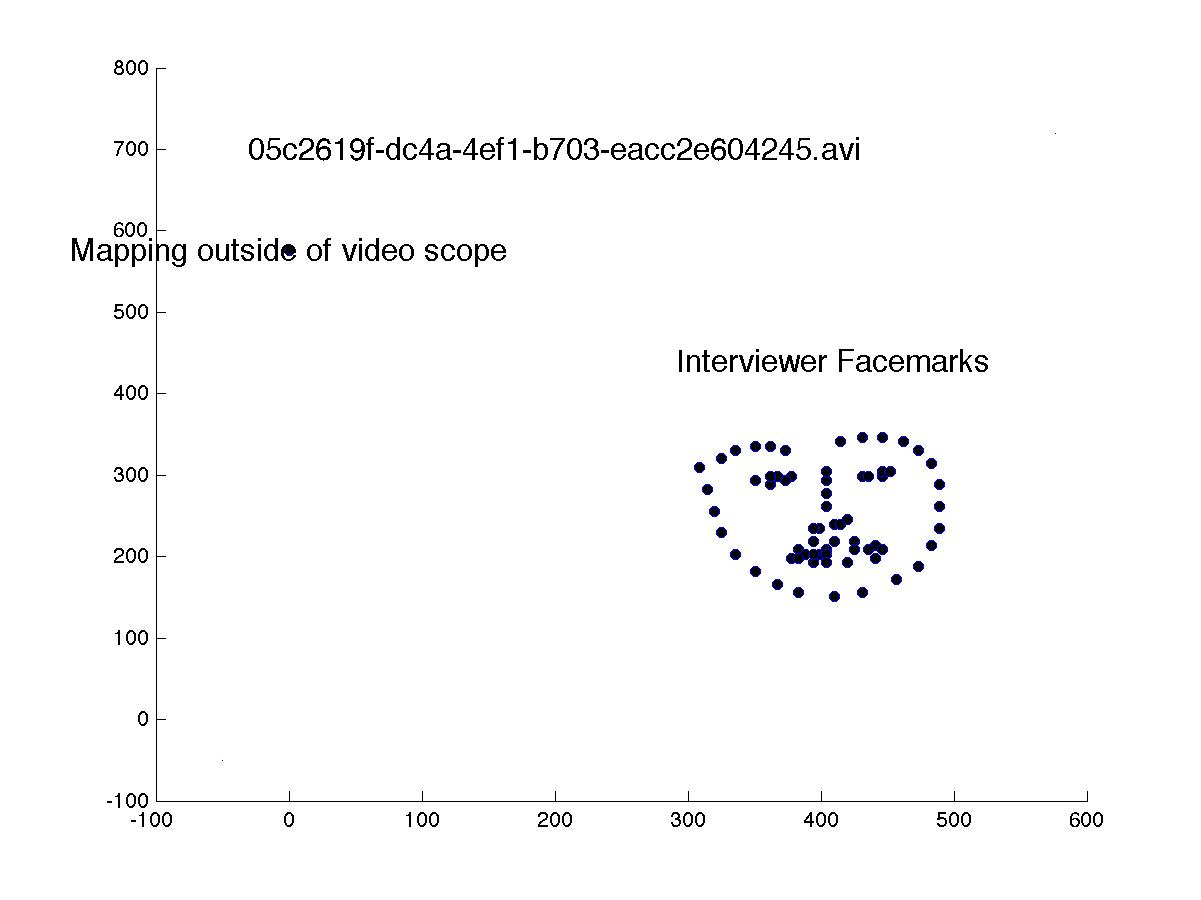 800
700
05c2619f-dc4a-4ef1-b703-eacc2e604245.avi
600
Mapping outside of video scope
500
Interviewer Facemarks
400
300
200
100
0
-100
-100 0 100 200 300 400 500 600